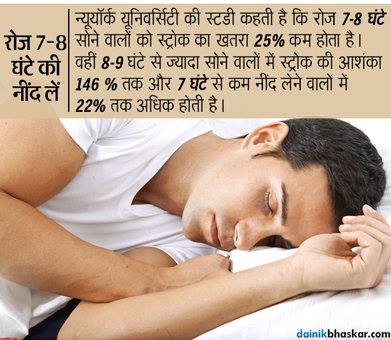 रोज 7-8
घंटे की
नींद लें
न्यूयॉर्क यूनिवर्सिटी की स्टडी कहती है कि रोज 7-8 घंटे
सोने वालों को स्ट्रोक का खतरा 25% कम होता है।
वहीं 8-9 घंटे से ज्यादा सोने वालों में स्ट्रोक की आशंका
146 % तक और 7 घंटे से कम नींद लेने वालों में
22% तक अधिक होती है।
dainikbhaskar.com